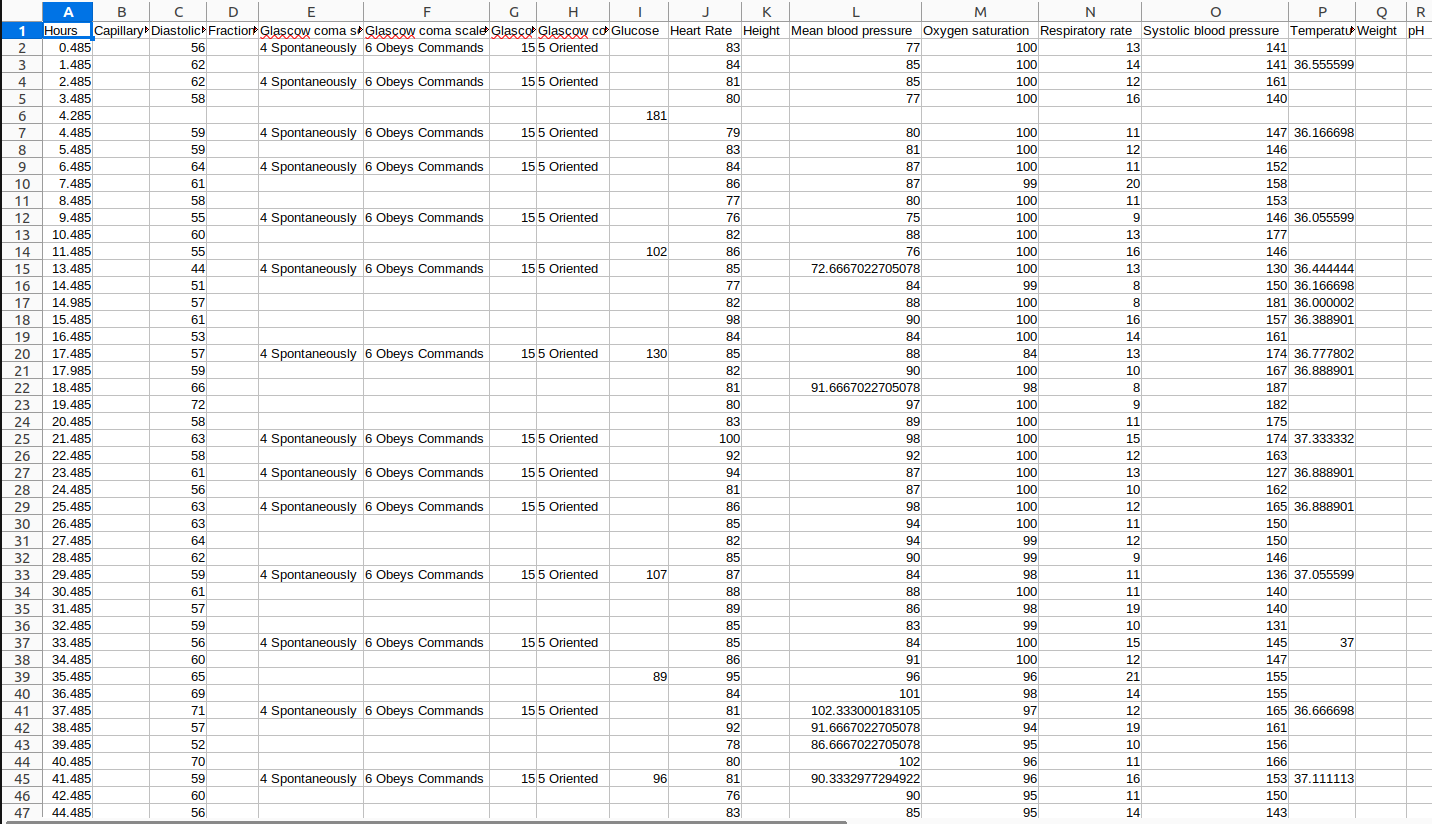 A B C D E F G H I J K L M N O P Q R
1 Hours Capillary Diastolic Fraction Glascow coma s Glascow coma scale Glasco Glascow co Glucose Heart Rate Height Mean blood pressure Oxygen saturation Respiratory rate Systolic blood pressure Temperatu Weight pH
2 0.485 56 4 Spontaneously 6 Obeys Commands 15 5 Oriented 83 77 100 13 141
3 1.485 62 84 85 100 14 141 36.555599
4 2.485 62 4 Spontaneously 6 Obeys Commands 15 5 Oriented 81 85 100 12 161
5 3.485 58 80 77 100 16 140
6 4.285 181
7 4.485 59 4 Spontaneously 6 Obeys Commands 15 5 Oriented 79 80 100 11 147 36.166698
8 5.485 59 83 81 100 12 146
9 6.485 64 4 Spontaneously 6 Obeys Commands 15 5 Oriented 84 87 100 11 152
10 7.485 61 86 87 99 20 158
11 8.485 58 77 80 100 11 153
12 9.485 55 4 Spontaneously 6 Obeys Commands 15 5 Oriented 76 75 100 9 146 36.055599
13 10.485 60 82 88 100 13 177
14 11.485 55 102 86 76 100 16 146
15 13.485 44 4 Spontaneously 6 Obeys Commands 15 5 Oriented 85 72.6667022705078 100 13 130 36.444444
16 14.485 51 77 84 99 8 150 36.166698
17 14.985 57 82 88 100 8 181 36.000002
18 15.485 61 98 90 100 16 157 36.388901
19 16.485 53 84 84 100 14 161
20 17.485 57 4 Spontaneously 6 Obeys Commands 15 5 Oriented 130 85 88 84 13 174 36.777802
21 17.985 59 82 90 100 10 167 36.888901
22 18.485 66 81 91.6667022705078 98 8 187
23 19.485 72 80 97 100 9 182
24 20.485 58 83 89 100 11 175
25 21.485 63 4 Spontaneously 6 Obeys Commands 15 5 Oriented 100 98 100 15 174 37.333332
26 22.485 58 92 92 100 12 163
27 23.485 61 4 Spontaneously 6 Obeys Commands 15 5 Oriented 94 87 100 13 127 36.888901
28 24.485 56 81 87 100 10 162
29 25.485 63 4 Spontaneously 6 Obeys Commands 15 5 Oriented 86 98 100 12 165 36.888901
30 26.485 63 85 94 100 11 150
31 27.485 64 82 94 99 12 150
32 28.485 62 85 90 99 9 146
33 29.485 59 4 Spontaneously 6 Obeys Commands 15 5 Oriented 107 87 84 98 11 136 37.055599
34 30.485 61 88 88 100 11 140
35 31.485 57 89 86 98 19 140
36 32.485 59 85 83 99 10 131
37 33.485 56 4 Spontaneously 6 Obeys Commands 15 5 Oriented 85 84 100 15 145 37
38 34.485 60 86 91 100 12 147
39 35.485 65 89 95 96 96 21 155
40 36.485 69 84 101 98 14 155
41 37.485 71 4 Spontaneously 6 Obeys Commands 15 5 Oriented 81 102.333000183105 97 12 165 36.666698
42 38.485 57 92 91.6667022705078 94 19 161
43 39.485 52 78 86.6667022705078 95 10 156
44 40.485 70 80 102 96 11 166
45 41.485 59 4 Spontaneously 6 Obeys Commands 15 5 Oriented 96 81 90.3332977294922 96 16 153 37.111113
46 42.485 60 76 90 95 11 150
47 44.485 56 83 85 95 14 143